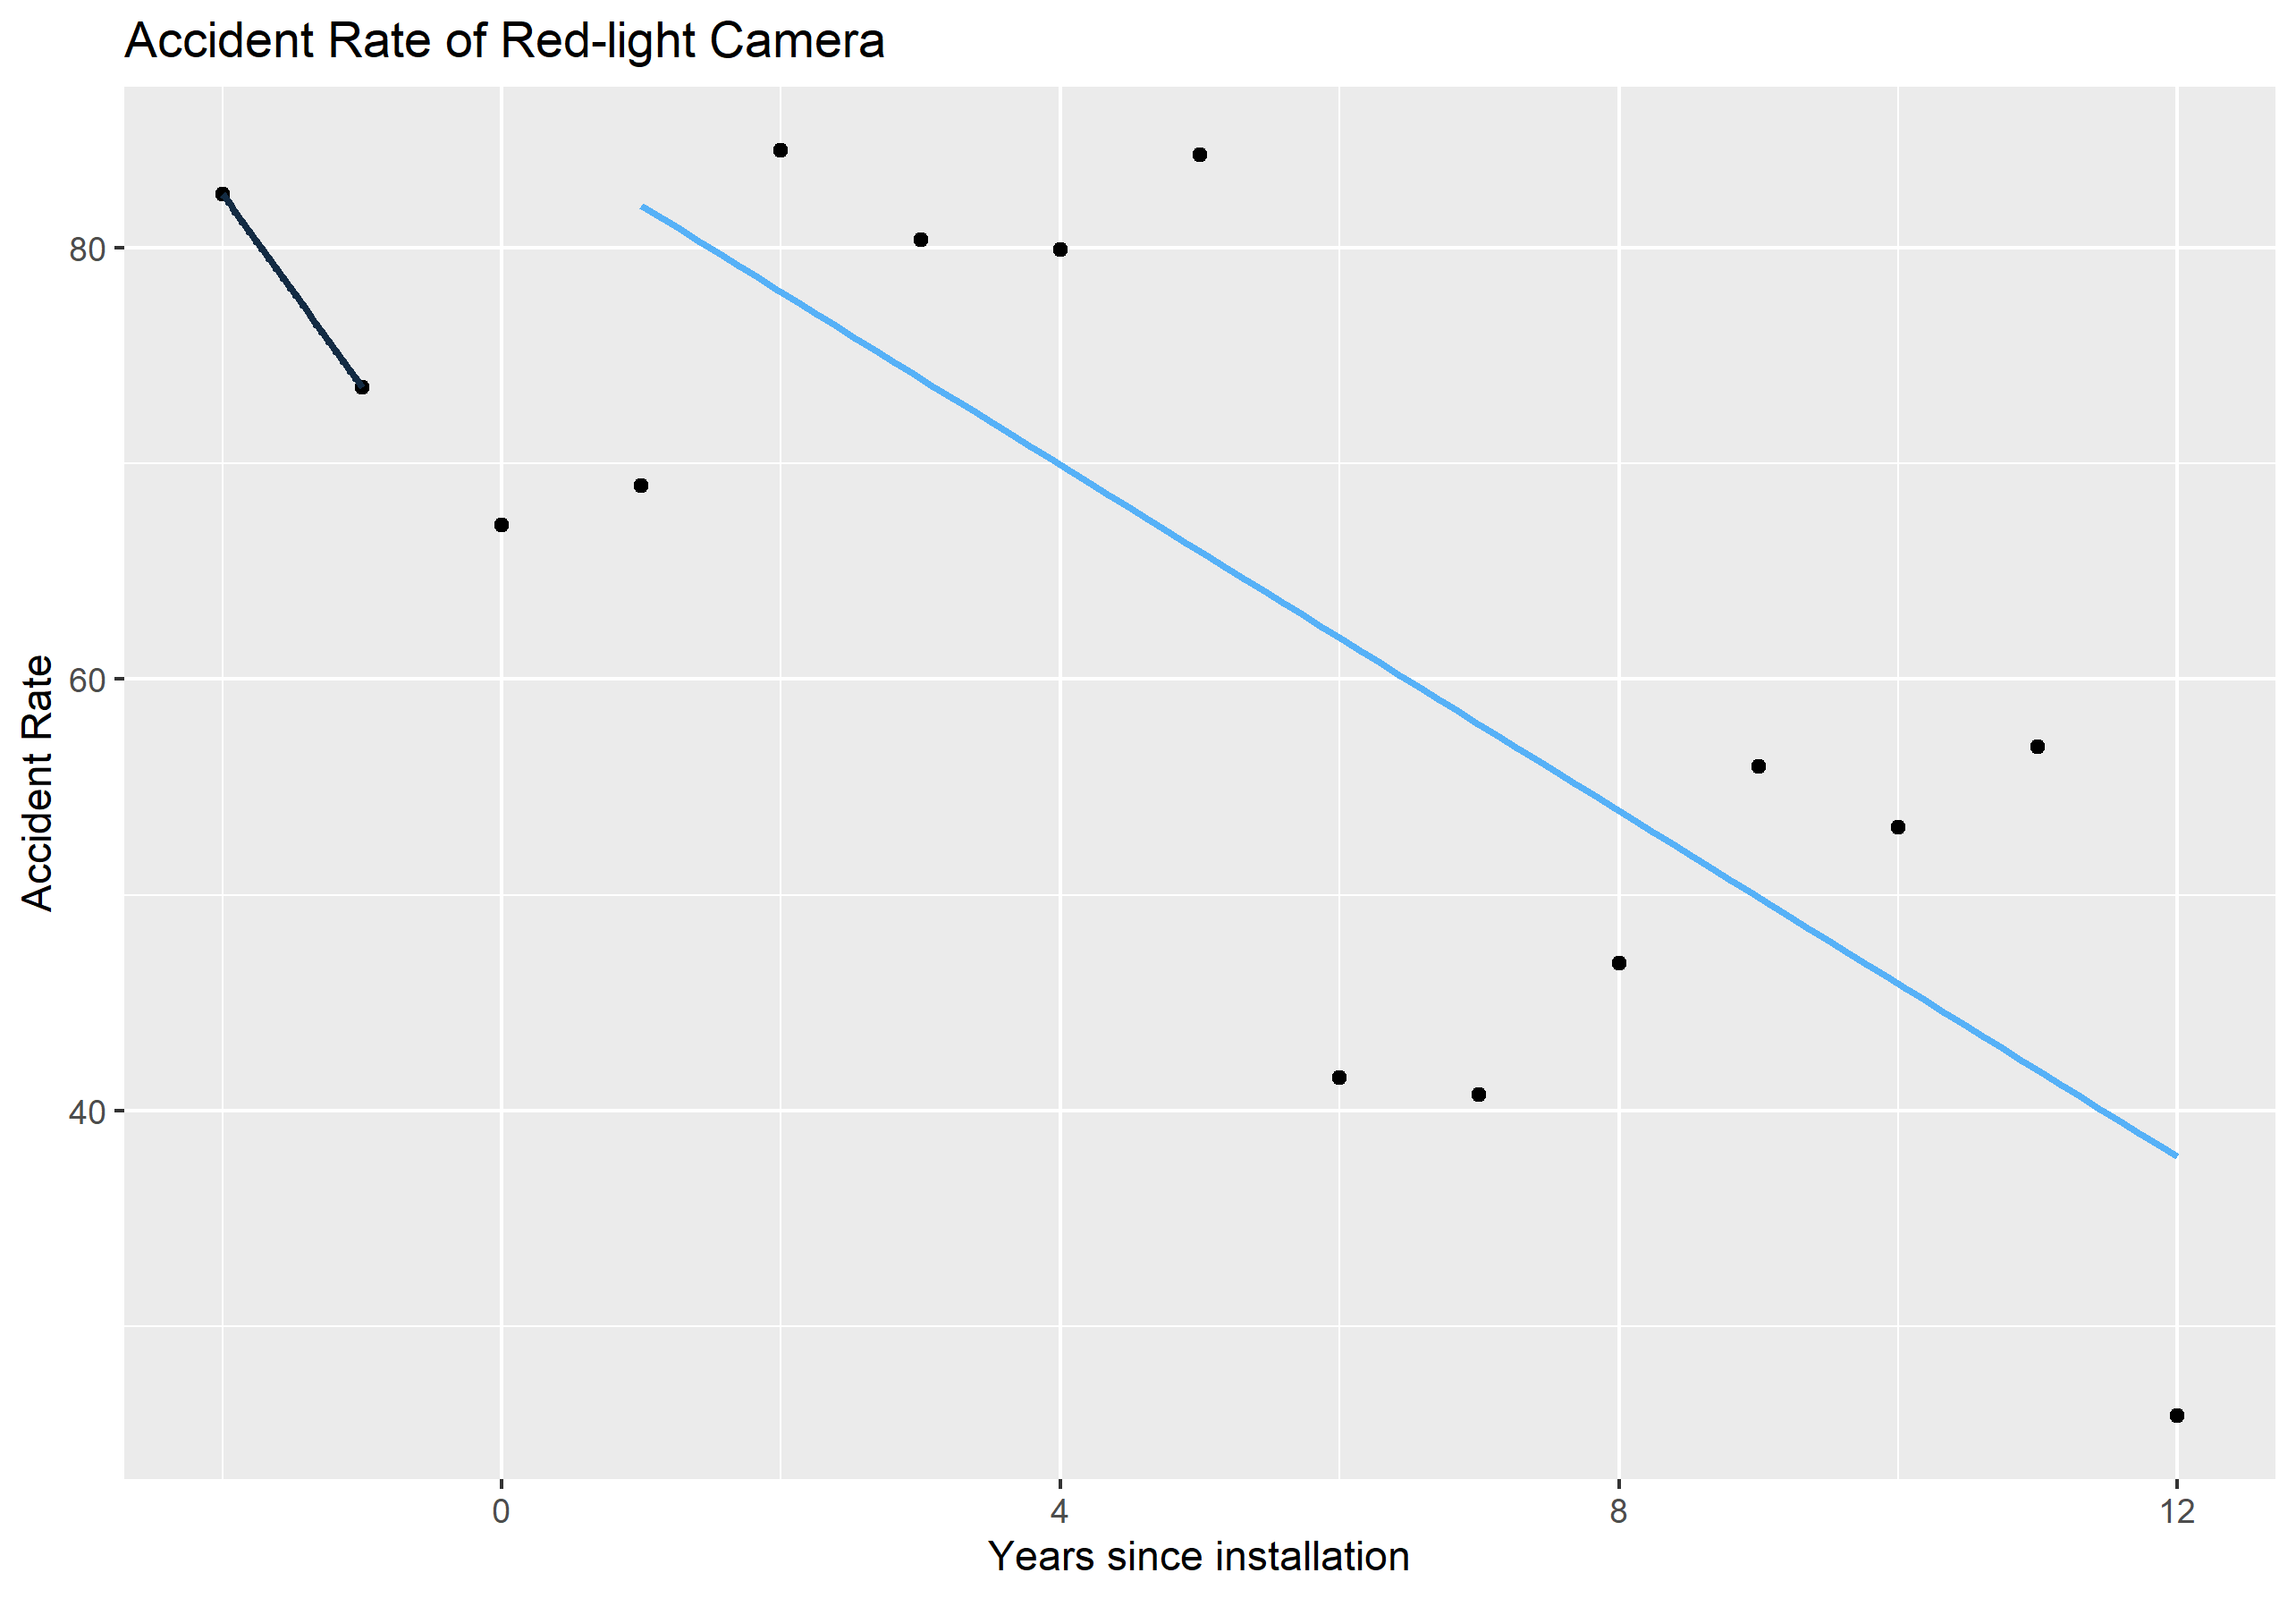 Accident Rate of Red-light Camera
80
60
40
Accident Rate
0 4 8 12
Years since installation